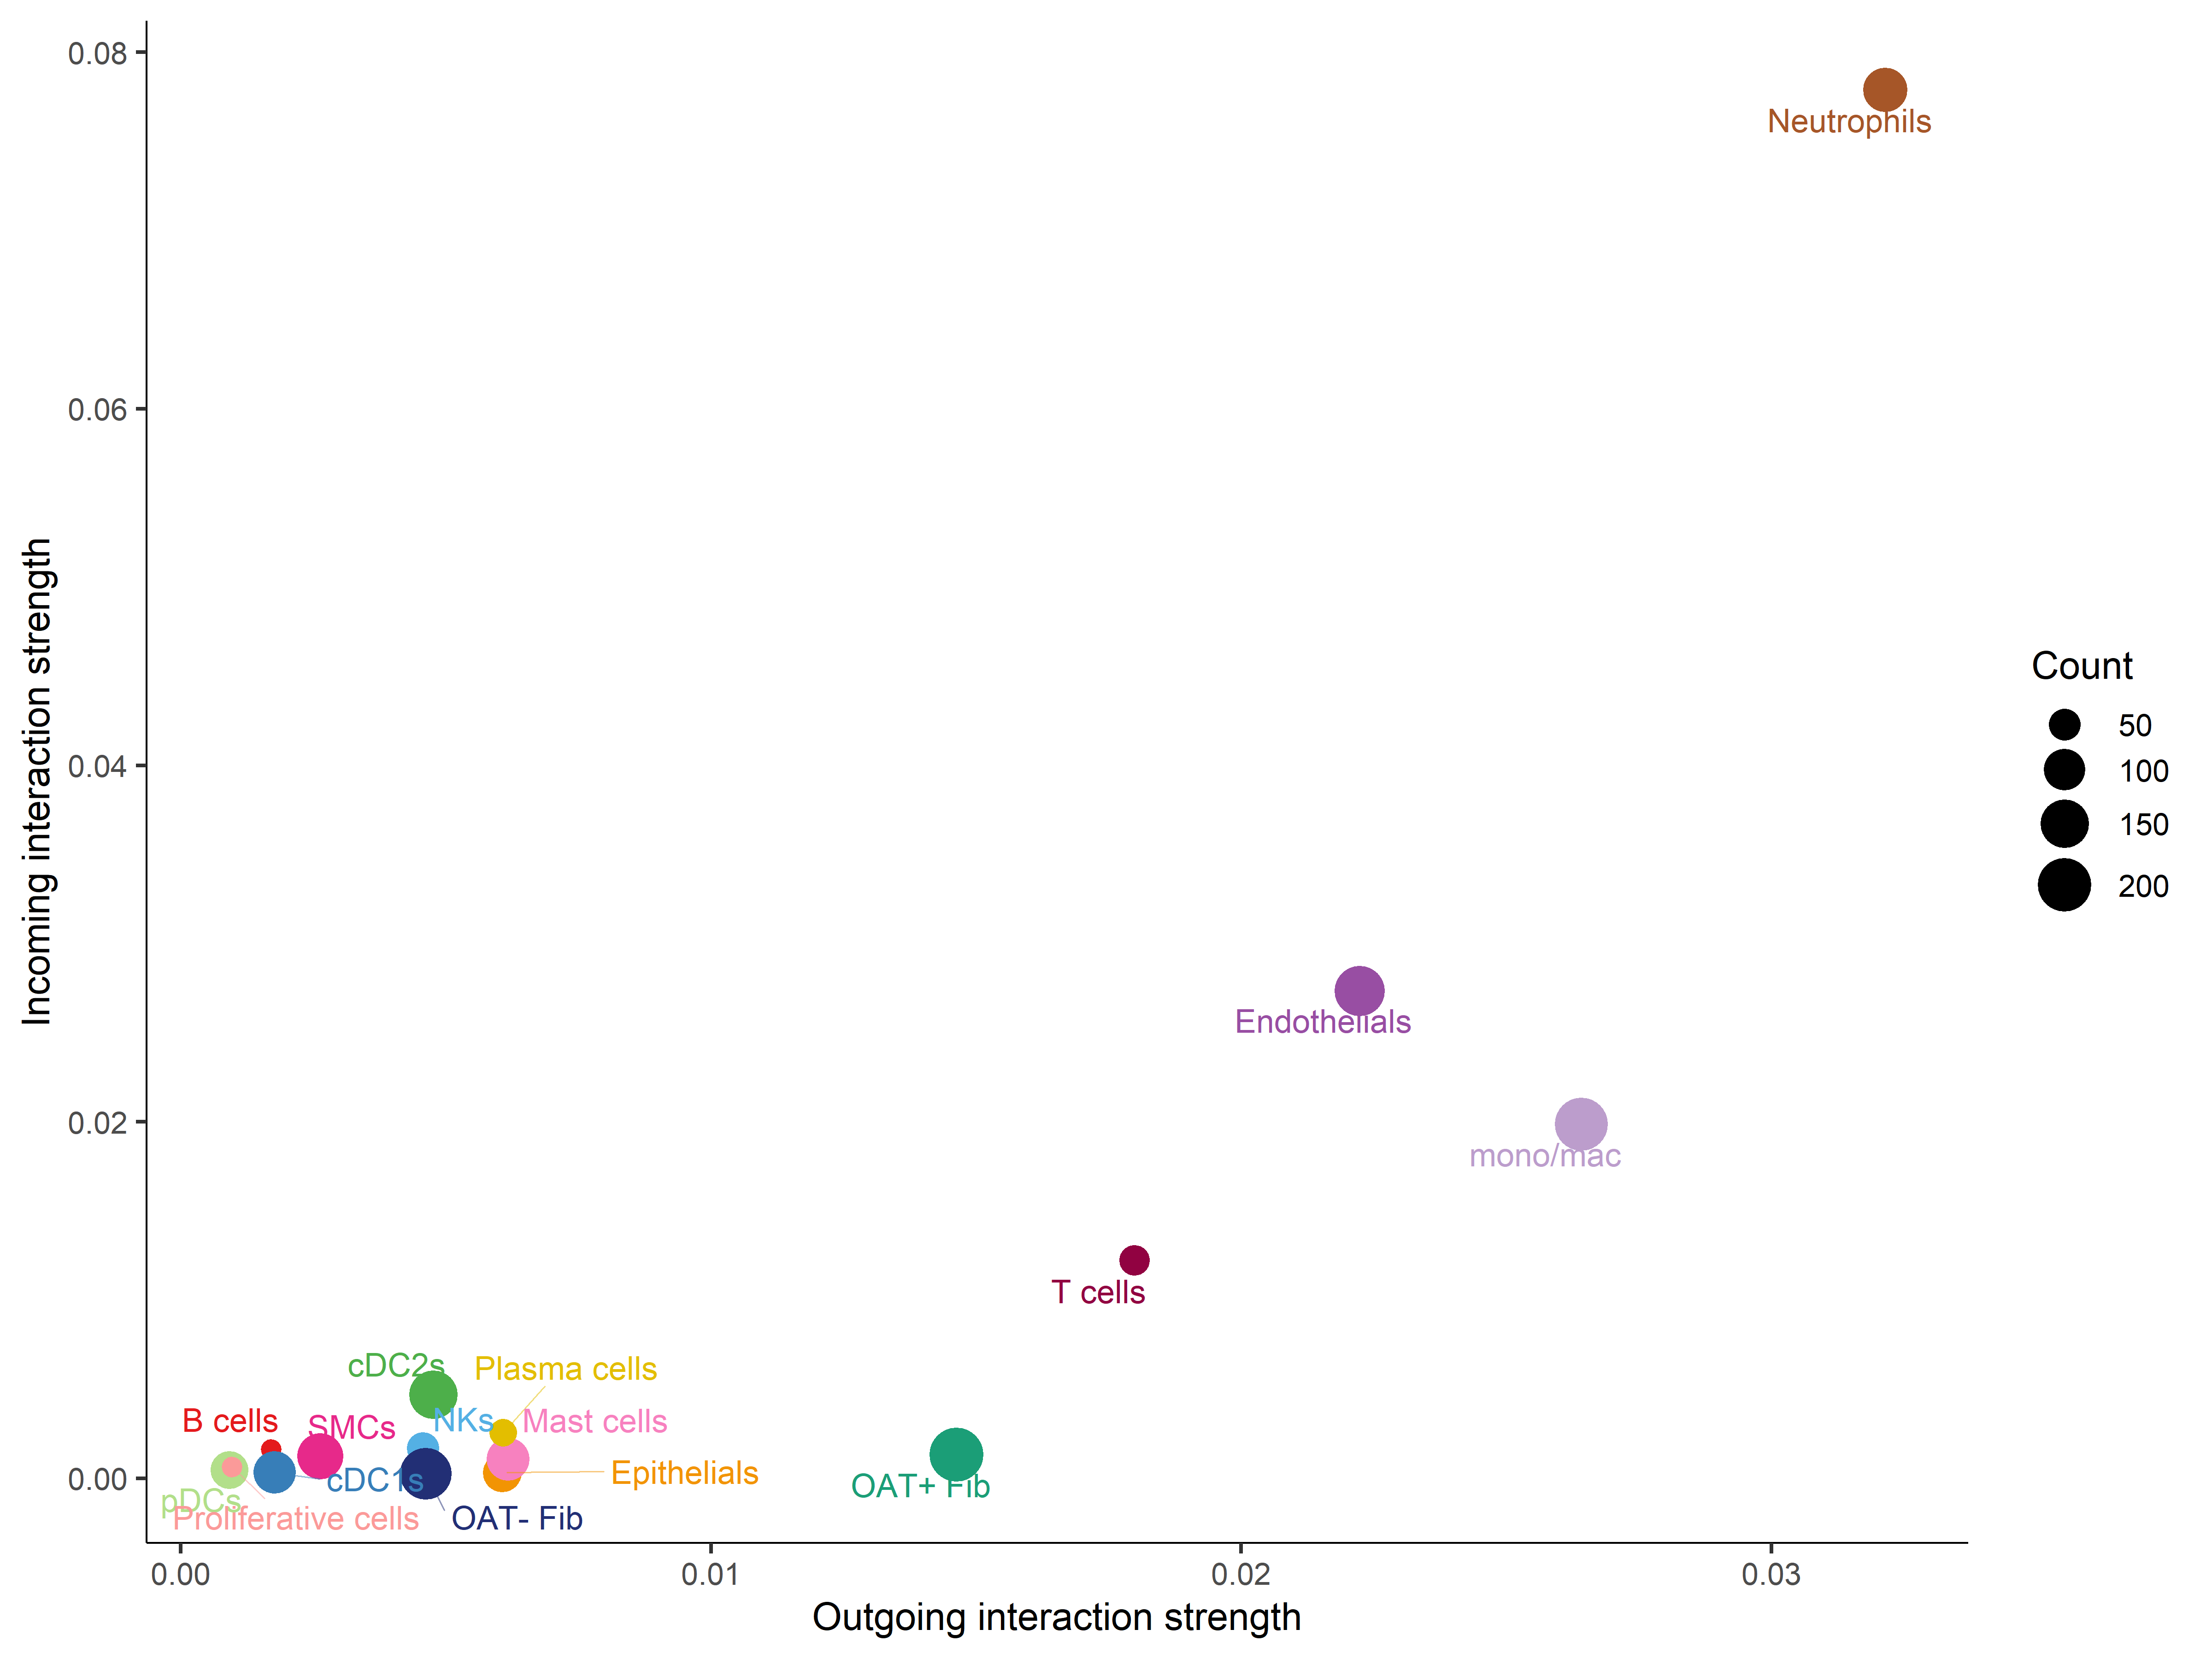 0.08
0.06
0.04
0.02
0.00
Incoming interaction strength
Neutrophils
Endothelials
mono/mac
T cells
cDC2s
Plasma cells
B cells
SMCs
NKs
Mast cells
cDC1s
Epithelials
OAT+ Fib
pDCs
Proliferative cells
OAT- Fib
0.00
0.01
0.02
0.03
Outgoing interaction strength
Count
50
100
150
200